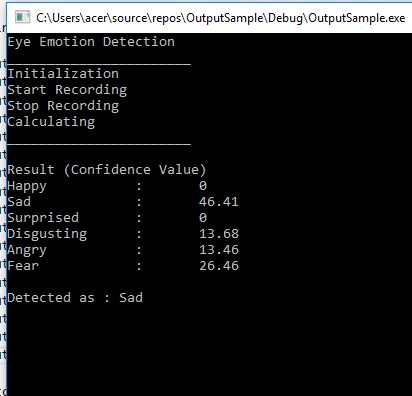 C:\Users\acer\source\repos\OutputSample\Debug\OutputSample.exe
Eye Emotion Detection
_______________________
Initialization
Start Recording
Stop Recording
Calculating
_______________________
Result (Confidence Value)
Happy : 0
Sad : 46.41
Surprised : 0
Disgusting : 13.68
Angry : 13.46
Fear : 26.46
Detected as : Sad